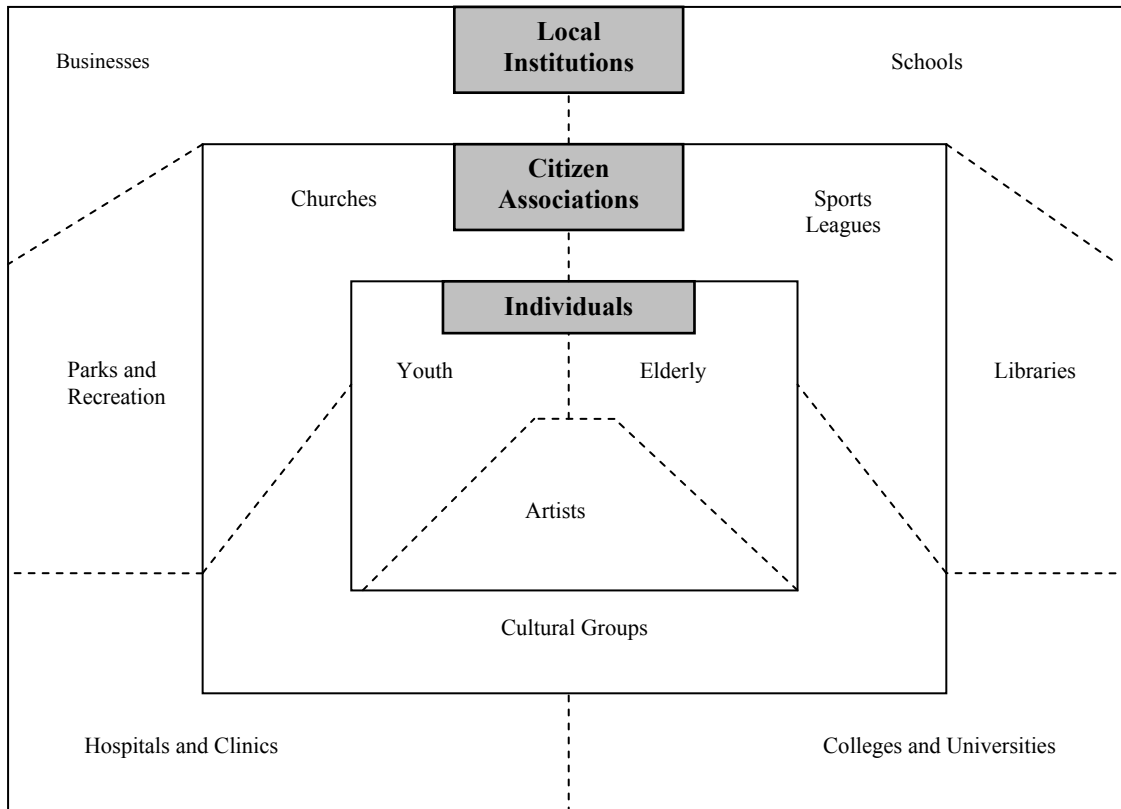 Local
Institutions
Businesses
Schools
Citizen
Associations
Churches
Sports
Leagues
Individuals
Parks and
Recreation
Youth
Elderly
Libraries
Artists
Cultural Groups
Hospitals and Clinics
Colleges and Universities